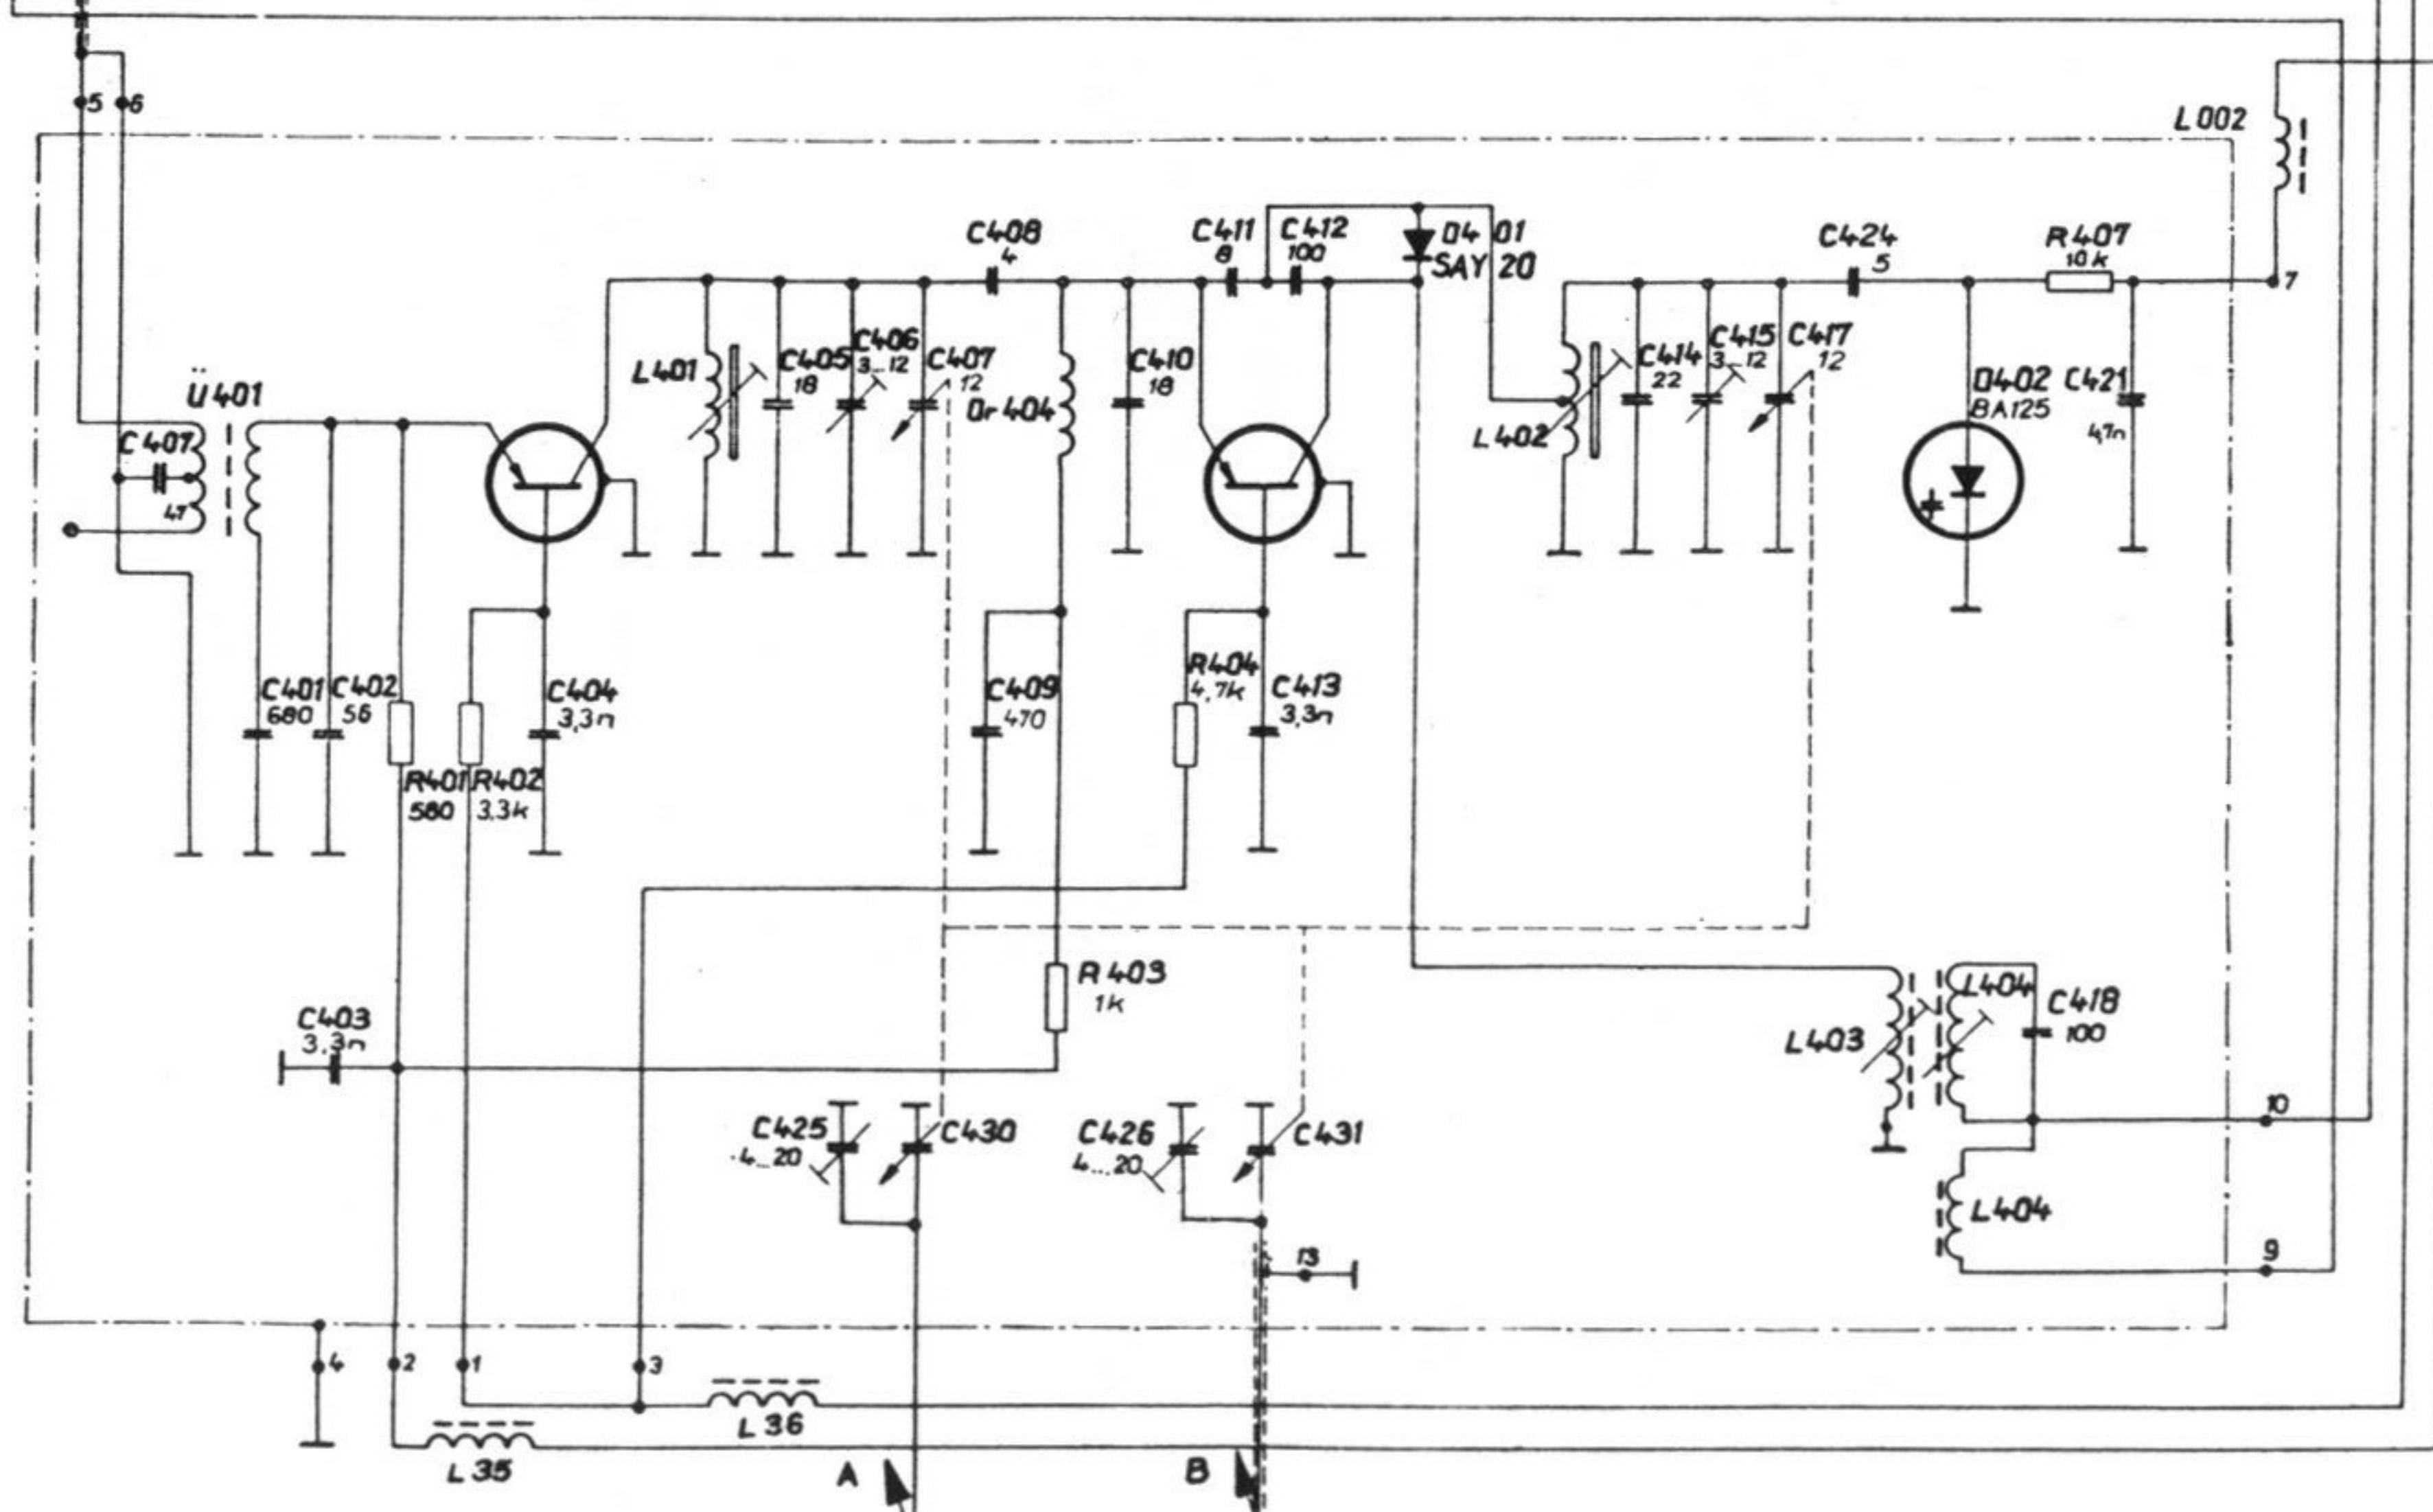 5
6
L002
Ü401
C407
47
C408
4
C411
8
C412
100
D401
SAY 20
C424
5
R407
10k
7
L401
C405
18
C406
3...12
C407
12
Dr404
C410
18
L402
C414
22
C415
3...12
C417
12
D402
BA125
+
C421
4,7n
C401
680
C402
56
R401
560
R402
3.3k
C404
3,3n
C409
470
R404
4,7k
C413
3,3n
R403
1k
C403
3,3n
L403
L404
C418
100
10
C425
4...20
C430
C426
4...20
C431
L404
13
9
4
2
1
3
L36
L35
A
B